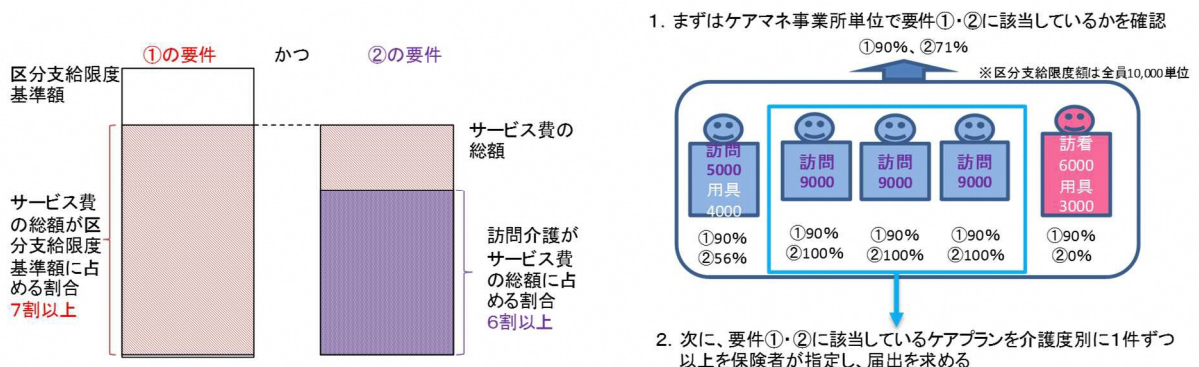 ①の要件 かつ ②の要件
区分支給限度
基準額
サービス費の
総額
サービス費
の総額が区
分支給限度
基準額に占
める割合
7割以上
訪問介護が
サービス費
の総額に占
める割合
6割以上
1. まずはケアマネ事業所単位で要件①・②に該当しているかを確認
①90%、②71%
※区分支給限度額は全員10,000単位
訪問
5000
用具
4000
①90%
②56%
訪問
9000
①90%
②100%
訪問
9000
①90%
②100%
訪問
9000
①90%
②100%
訪看
6000
用具
3000
①90%
②0%
2. 次に、要件①・②に該当しているケアプランを介護度別に1件ずつ
以上を保険者が指定し、届出を求める